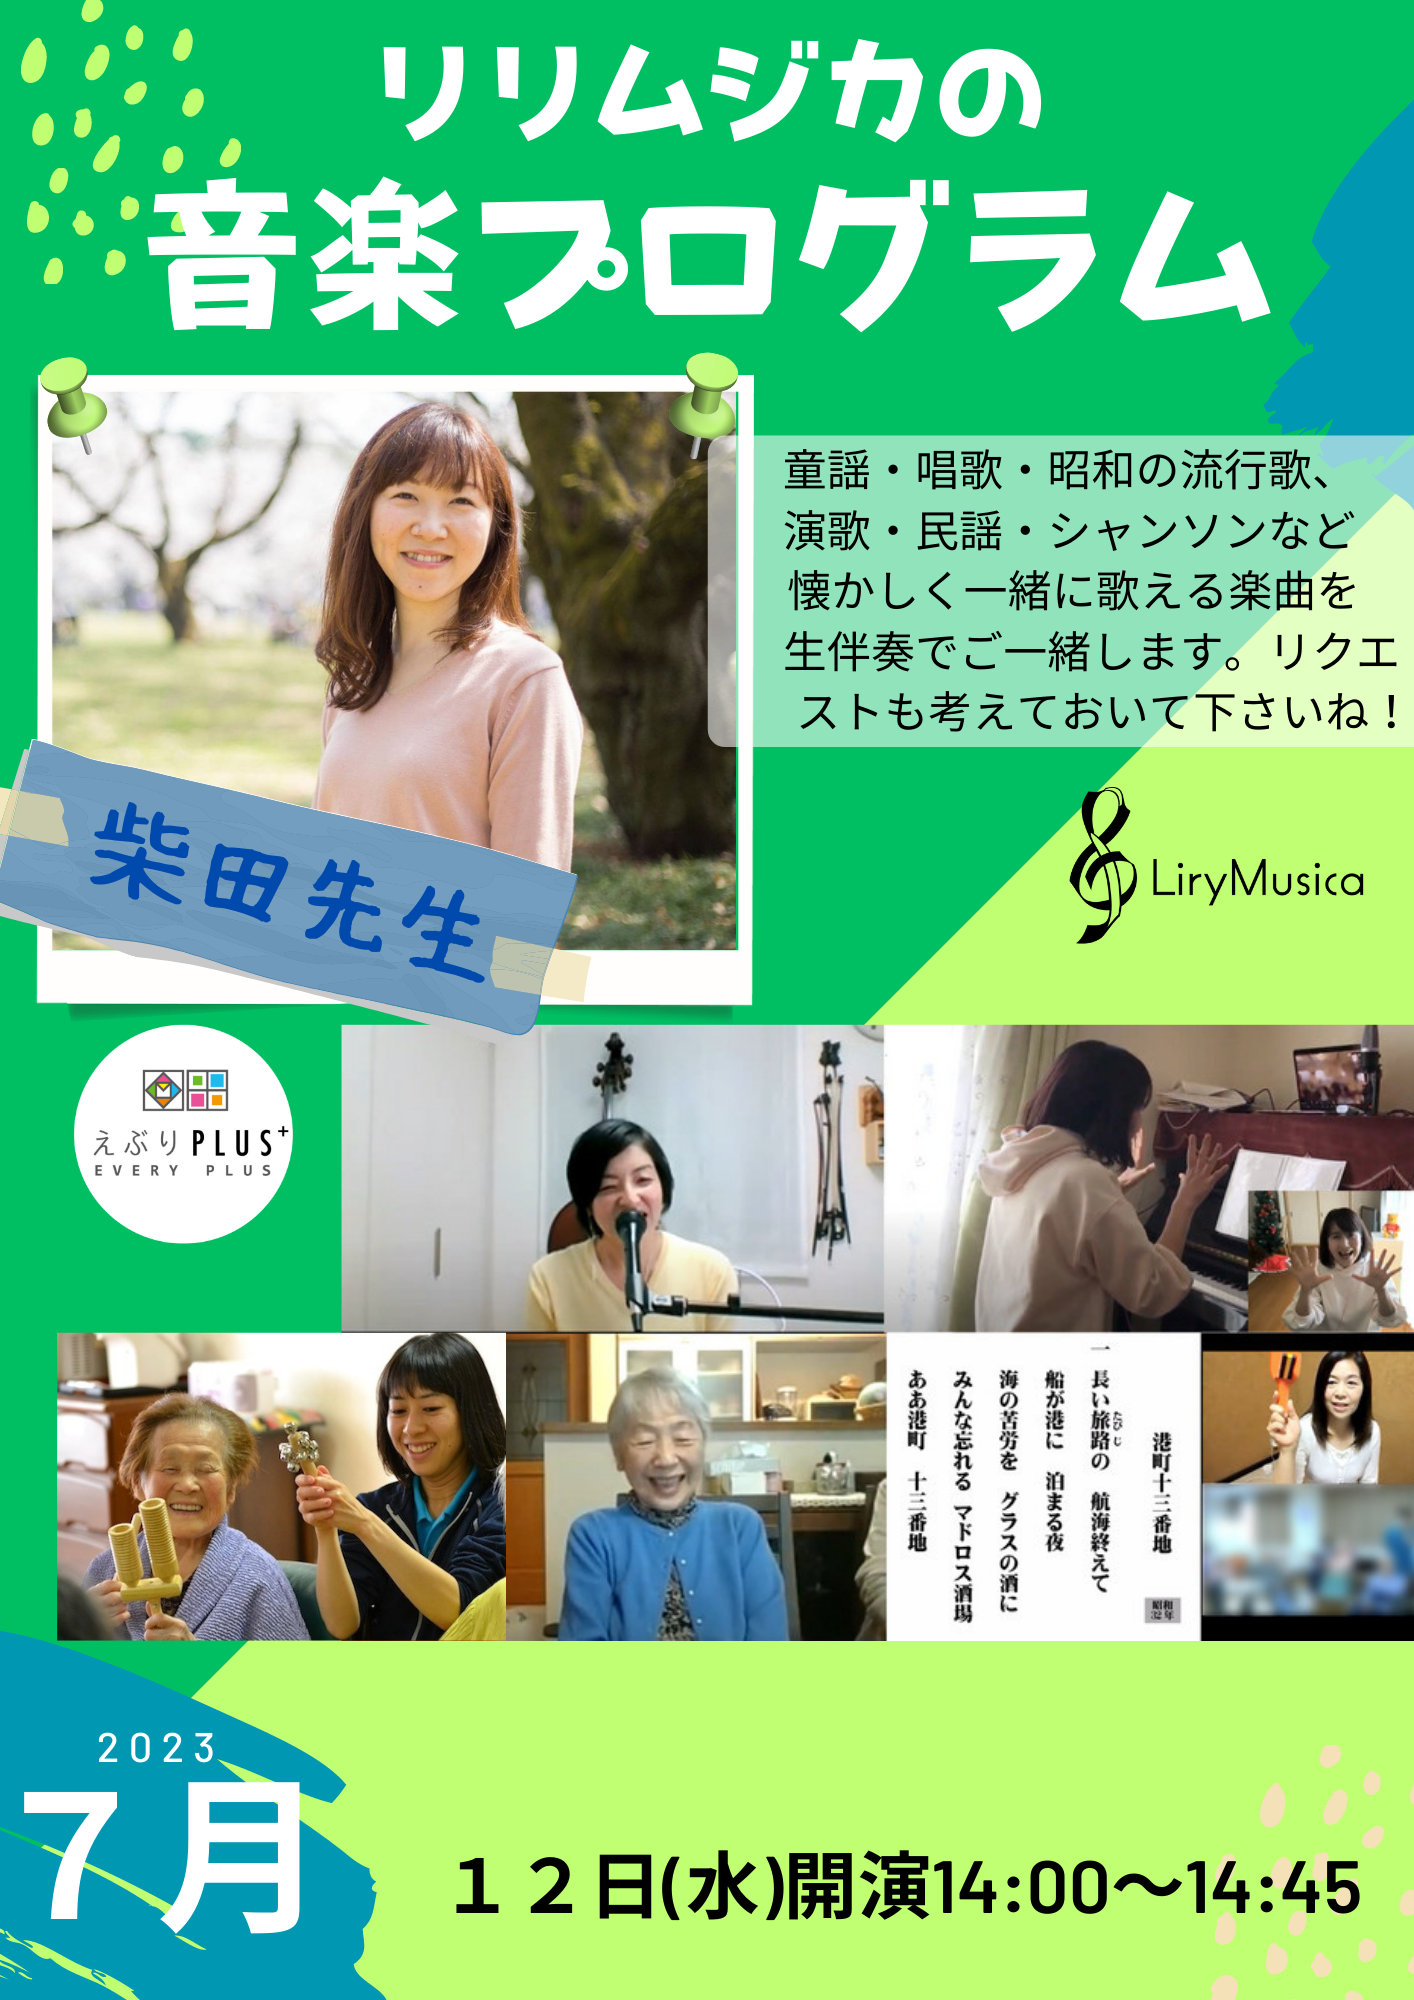 リリムジカの
音楽プログラム
童謡・唱歌・昭和の流行歌、
演歌・民謡・シャンソンなど
懐かしく一緒に歌える楽曲を
生伴奏でご一緒します。リクエ
ストも考えておいて下さいね！
柴田先生
LiryMusica
えぶりPLUS+
EVERY PLUS
港町十三番地
昭和
32年
一 長い旅路の 航海終えて
たびじ
船が港に 泊まる夜
海の苦労を グラスの酒に
みんな忘れる マドロス酒場
ああ港町 十三番地
2023
7月
１２日(水)開演14:00〜14:45